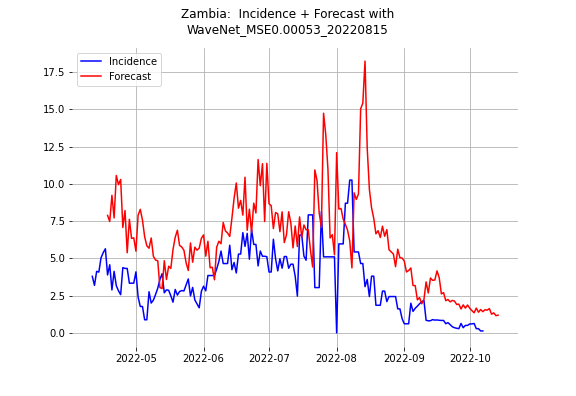 Zambia: Incidence + Forecast with
WaveNet_MSE0.00053_20220815
Incidence
Forecast
17.5
15.0
12.5
10.0
7.5
5.0
2.5
0.0
2022-05 2022-06 2022-07 2022-08 2022-09 2022-10